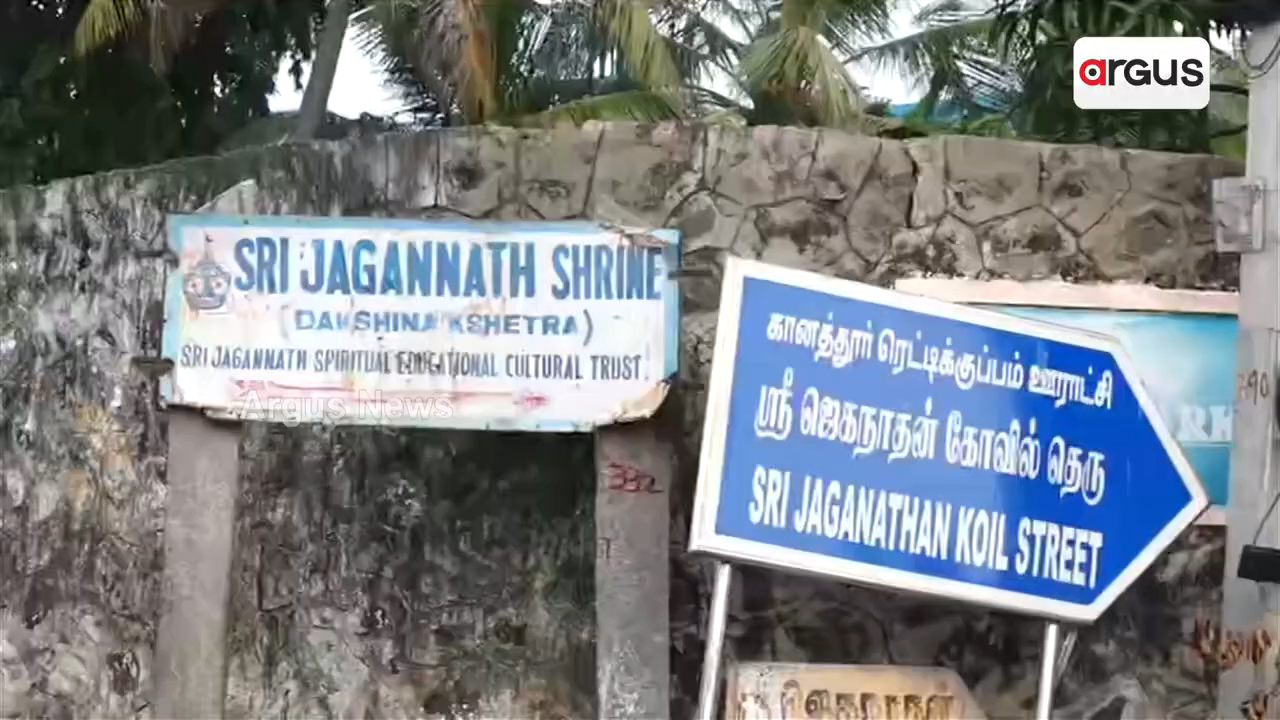 argus
SRI JAGANNATH SHRINE
(DAKSHINA KSHETRA)
SRI JAGANNATH SPIRITUAL EDUCATIONAL CULTURAL TRUST
Argus News
கானத்தூர் ரெட்டிக்குப்பம் ஊராட்சி
ஸ்ரீ ஜெகநாதன் கோவில் தெரு
SRI JAGANATHAN KOIL STREET
332